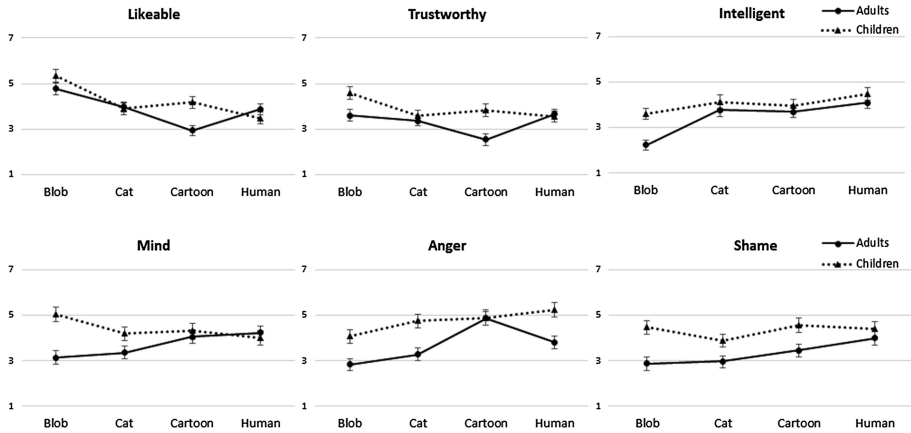 Likeable
Trustworthy
Intelligent
Adults
Children
7
5
3
1
Blob Cat Cartoon Human
7
5
3
1
Blob Cat Cartoon Human
7
5
3
1
Blob Cat Cartoon Human
Mind
Anger
Shame
Adults
Children
7
5
3
1
Blob Cat Cartoon Human
7
5
3
1
Blob Cat Cartoon Human
7
5
3
1
Blob Cat Cartoon Human